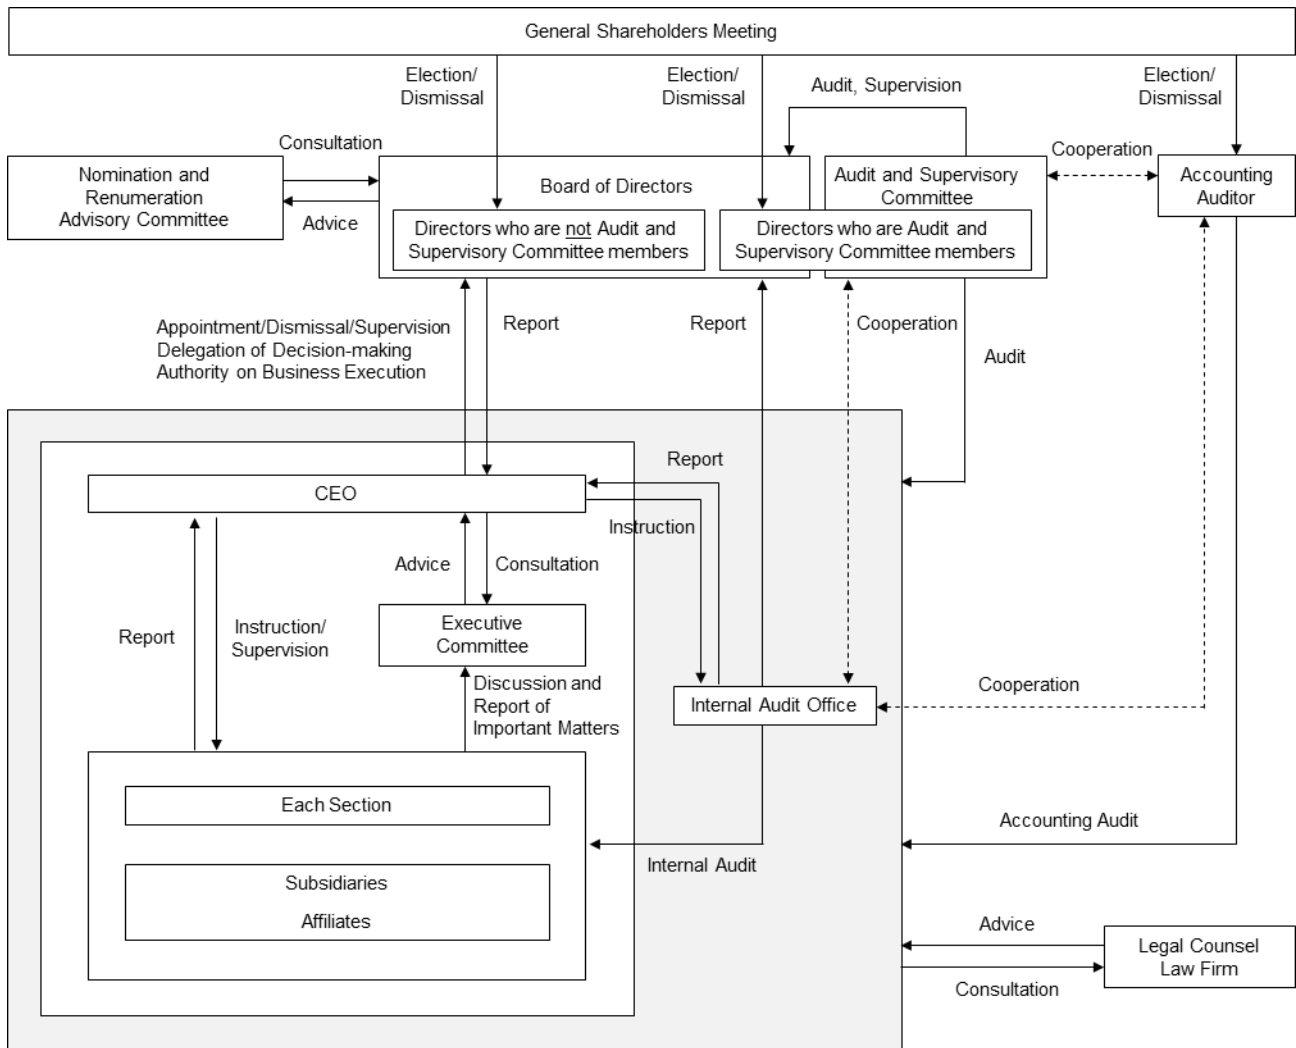 General Shareholders Meeting
Election/
Dismissal
Election/
Dismissal
Audit, Supervision
Election/
Dismissal
Consultation
Cooperation
Nomination and
Renumeration
Advisory Committee
Advice
Board of Directors
Audit and Supervisory
Committee
Accounting
Auditor
Directors who are not Audit and
Supervisory Committee members
Directors who are Audit and
Supervisory Committee members
Appointment/Dismissal/Supervision
Delegation of Decision-making
Authority on Business Execution
Report
Report
Cooperation
Audit
Report
CEO
Instruction
Advice
Consultation
Report
Instruction/
Supervision
Executive
Committee
Discussion and
Report of
Important Matters
Internal Audit Office
Cooperation
Each Section
Accounting Audit
Internal Audit
Subsidiaries
Affiliates
Advice
Legal Counsel
Law Firm
Consultation